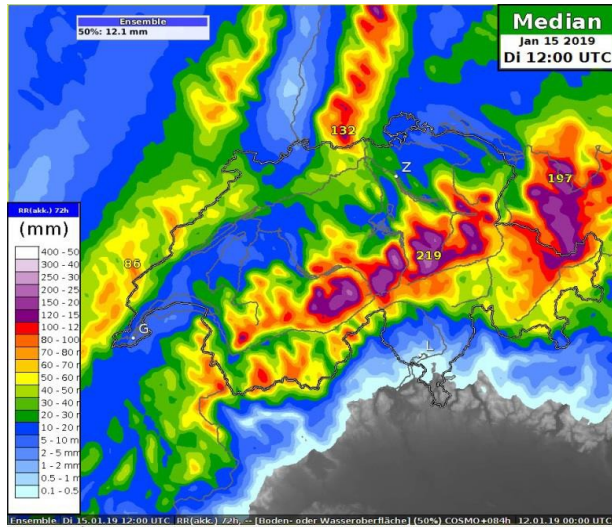 Ensemble
50%: 12.1 mm
Median
Jan 15 2019
Di 12:00 UTC
132
Z
197
RR(akk.) 72h
(mm)
86
219
400 - 50
300 - 40
250 - 30
200 - 25
150 - 20
120 - 15
100 - 12
80 - 100
70 - 80 r
60 - 70 r
50 - 60 r
40 - 50 r
30 - 40 r
20 - 30 r
10 - 20 r
5 - 10 m
2 - 5 mm
1 - 2 mm
0.5 - 1 m
0.1 - 0.5
G
L
Ensemble Di 15.01.19 12:00 UTC RR(akk.) 72h, -- [Boden- oder Wasseroberfläche] (50%) COSMO+084h 12.01.19 00:00 UTC